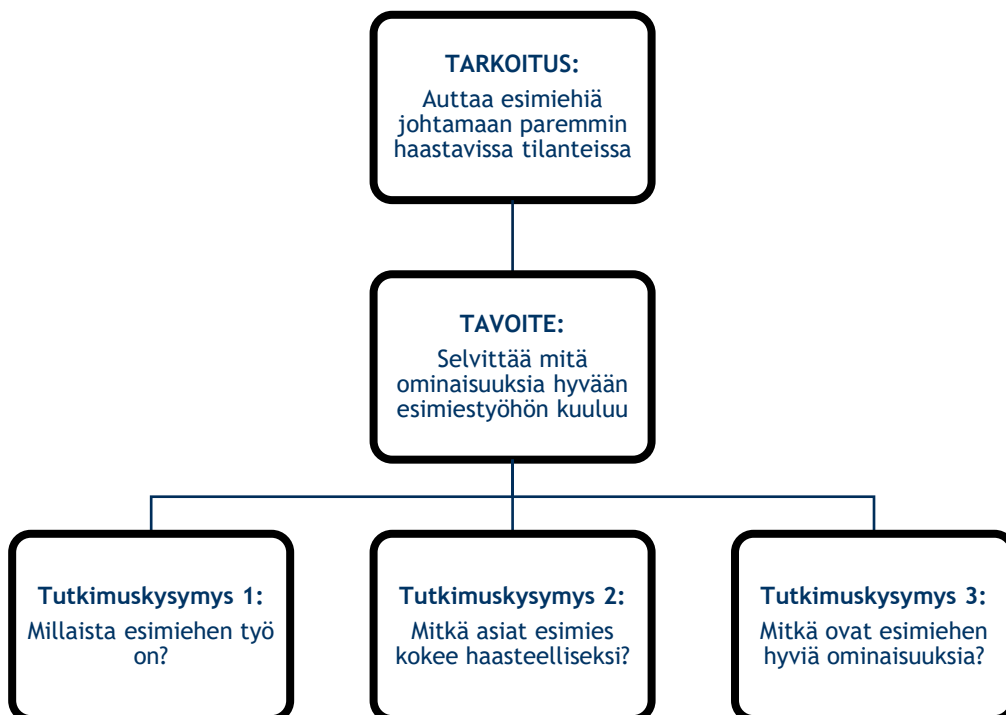 TARKOITUS:
Auttaa esimiehiä
johtamaan paremmin
haastavissa tilanteissa
TAVOITE:
Selvittää mitä
ominaisuuksia hyvään
esimiestyöhön kuuluu
Tutkimuskysymys 1:
Millaista esimiehen työ
on?
Tutkimuskysymys 2:
Mitkä asiat esimies
kokee haasteelliseksi?
Tutkimuskysymys 3:
Mitkä ovat esimiehen
hyviä ominaisuuksia?